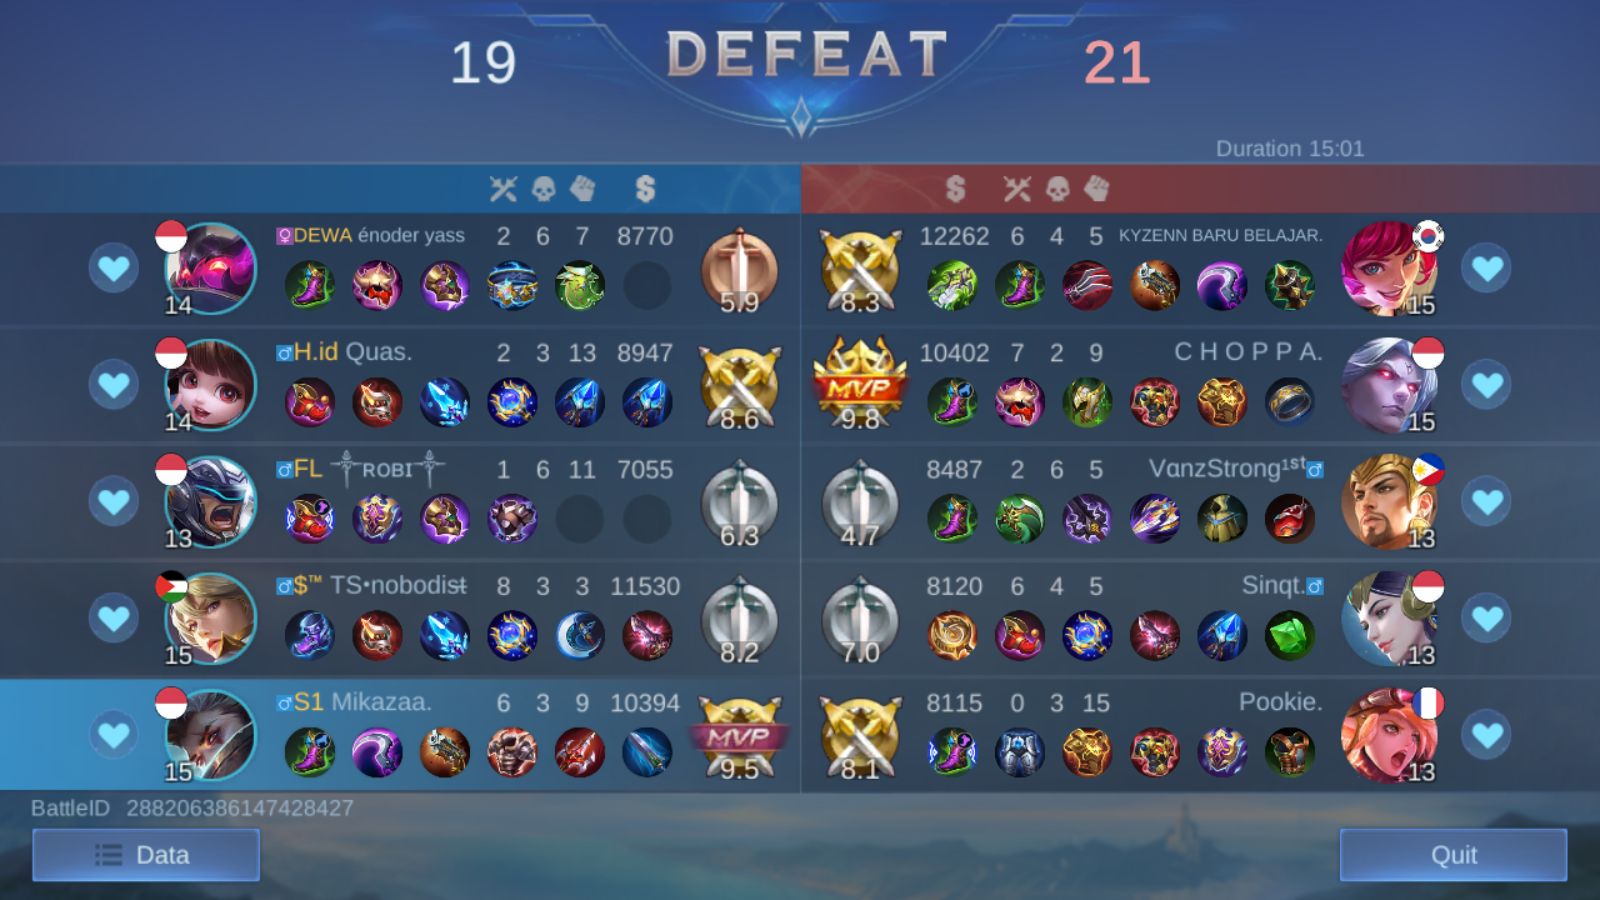 19 DEFEAT 21
Duration 15:01
DEWA énoder yass 2 6 7 8770
14 5.9
8.3 12262 6 4 5 KYZENN BARU BELAJAR.
15
H.id Quas. 2 3 13 8947
14 8.6
MVP 9.8 10402 7 2 9 C H O P P A.
15
FL ROBI 1 6 11 7055
13 6.3
4.7 8487 2 6 5 VɑnzStrong¹ˢᵗ
13
$™ TS•nobodist 8 3 3 11530
15 8.2
7.0 8120 6 4 5 Sinqt.
13
S1 Mikazaa. 6 3 9 10394
15 MVP 9.5
8.1 8115 0 3 15 Pookie.
13
BattleID 288206386147428427
Data
Quit